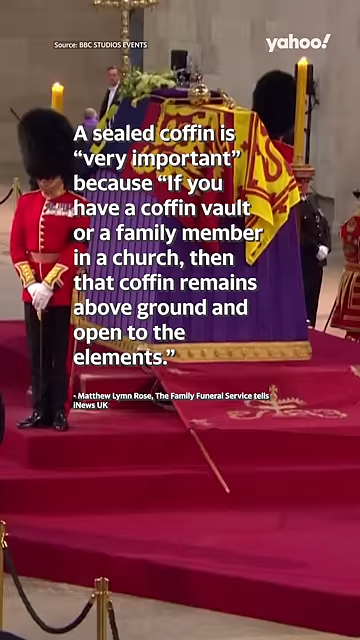 Source: BBC STUDIOS EVENTS
yahoo!
A sealed coffin is
“very important”
because “If you
have a coffin vault
or a family member
in a church, then
that coffin remains
above ground and
open to the
elements.”
- Matthew Lymn Rose, The Family Funeral Service tells
iNews UK